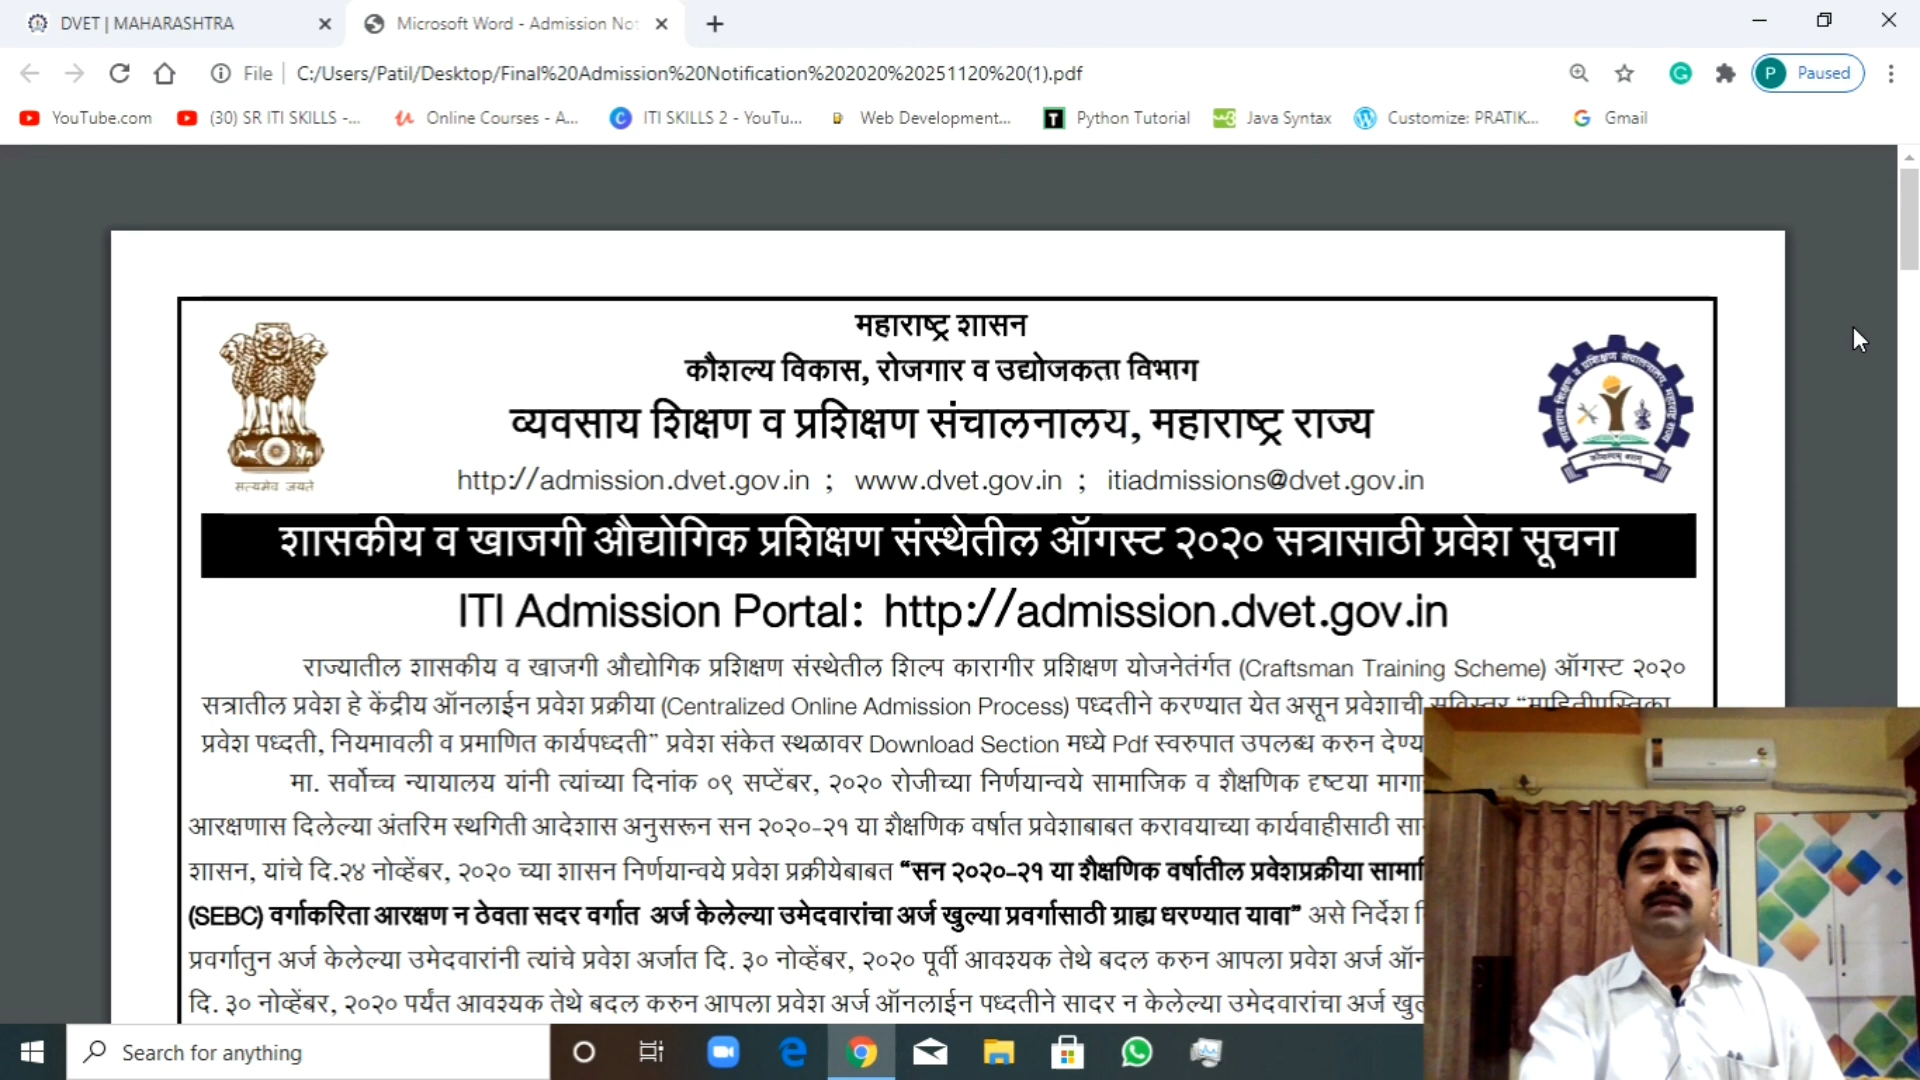 DVET | MAHARASHTRA
Microsoft Word - Admission Not
File
C:/Users/Patil/Desktop/Final%20Admission%20Notification%202020%20251120%20(1).pdf
P Paused
YouTube.com (30) SR ITI SKILLS -... Online Courses - A... ITI SKILLS 2 - YouTu... Web Development... Python Tutorial Java Syntax Customize: PRATIK... Gmail
महाराष्ट्र शासन
कौशल्य विकास, रोजगार व उद्योजकता विभाग
व्यवसाय शिक्षण व प्रशिक्षण संचालनालय, महाराष्ट्र राज्य
http://admission.dvet.gov.in ; www.dvet.gov.in ; itiadmissions@dvet.gov.in
सत्यमेव जयते
शासकीय व खाजगी औद्योगिक प्रशिक्षण संस्थेतील ऑगस्ट २०२० सत्रासाठी प्रवेश सूचना
ITI Admission Portal: http://admission.dvet.gov.in
राज्यातील शासकीय व खाजगी औद्योगिक प्रशिक्षण संस्थेतील शिल्प कारागीर प्रशिक्षण योजनेतंर्गत (Craftsman Training Scheme) ऑगस्ट २०२०
सत्रातील प्रवेश हे केंद्रीय ऑनलाईन प्रवेश प्रक्रीया (Centralized Online Admission Process) पध्दतीने करण्यात येत असून प्रवेशाची सविस्तर “माहितीपुस्तिका
प्रवेश पध्दती, नियमावली व प्रमाणित कार्यपध्दती” प्रवेश संकेत स्थळावर Download Section मध्ये Pdf स्वरुपात उपलब्ध करुन देण्य
मा. सर्वोच्च न्यायालय यांनी त्यांच्या दिनांक ०९ सप्टेंबर, २०२० रोजीच्या निर्णयान्वये सामाजिक व शैक्षणिक दृष्टया मागा
आरक्षणास दिलेल्या अंतरिम स्थगिती आदेशास अनुसरून सन २०२०-२१ या शैक्षणिक वर्षात प्रवेशाबाबत करावयाच्या कार्यवाहीसाठी सा
शासन, यांचे दि.२४ नोव्हेंबर, २०२० च्या शासन निर्णयान्वये प्रवेश प्रक्रीयेबाबत “सन २०२०-२१ या शैक्षणिक वर्षातील प्रवेशप्रक्रीया सामाजि
(SEBC) वर्गाकरिता आरक्षण न ठेवता सदर वर्गात अर्ज केलेल्या उमेदवारांचा अर्ज खुल्या प्रवर्गासाठी ग्राह्य धरण्यात यावा” असे निर्देश
प्रवर्गातुन अर्ज केलेल्या उमेदवारांनी त्यांचे प्रवेश अर्जात दि. ३० नोव्हेंबर, २०२० पूर्वी आवश्यक तेथे बदल करुन आपला प्रवेश अर्ज ऑन
दि. ३० नोव्हेंबर, २०२० पर्यंत आवश्यक तेथे बदल करुन आपला प्रवेश अर्ज ऑनलाईन पध्दतीने सादर न केलेल्या उमेदवारांचा अर्ज खु
Search for anything